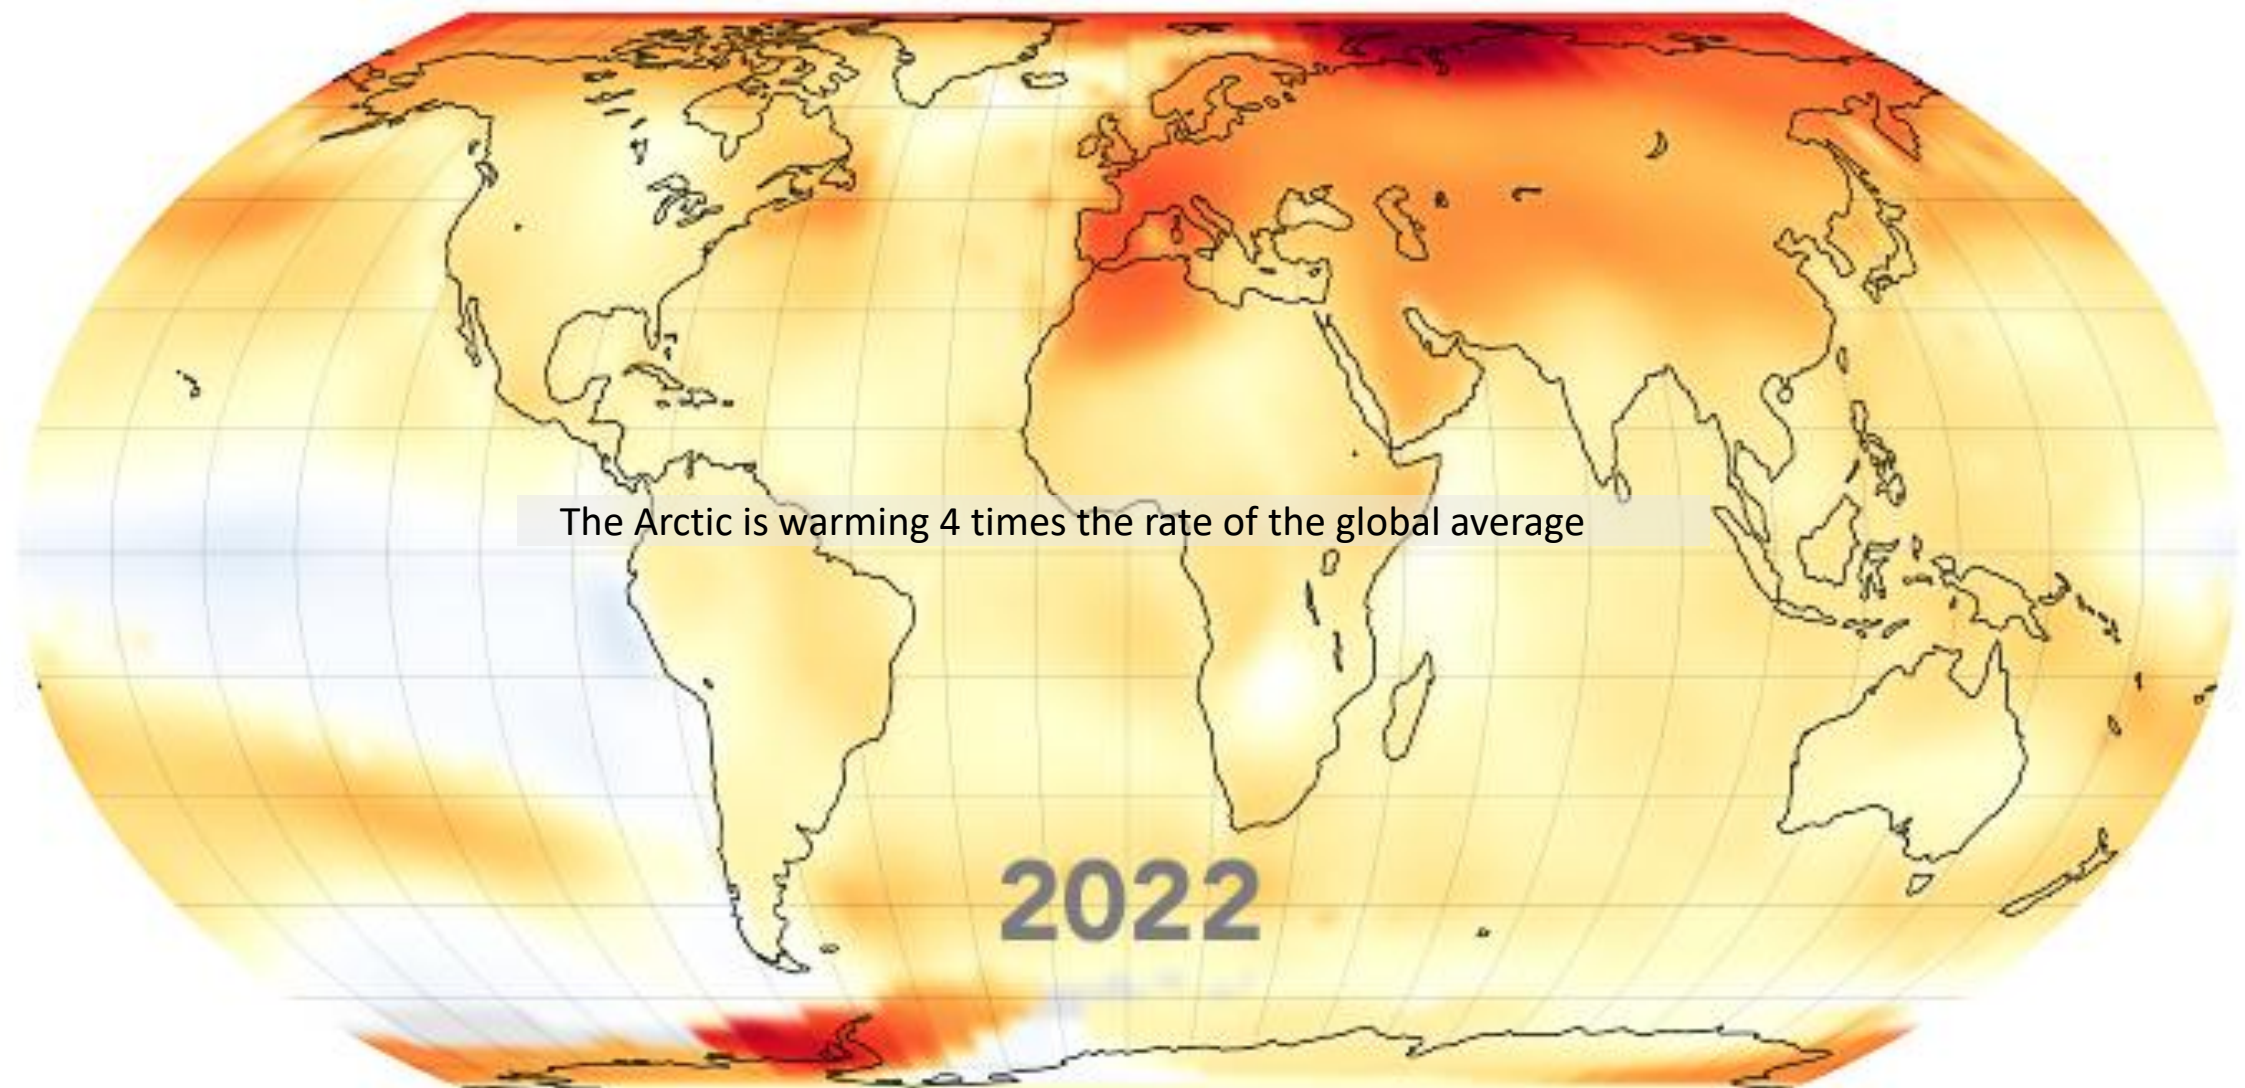 The Arctic is warming 4 times the rate of the global average
2022